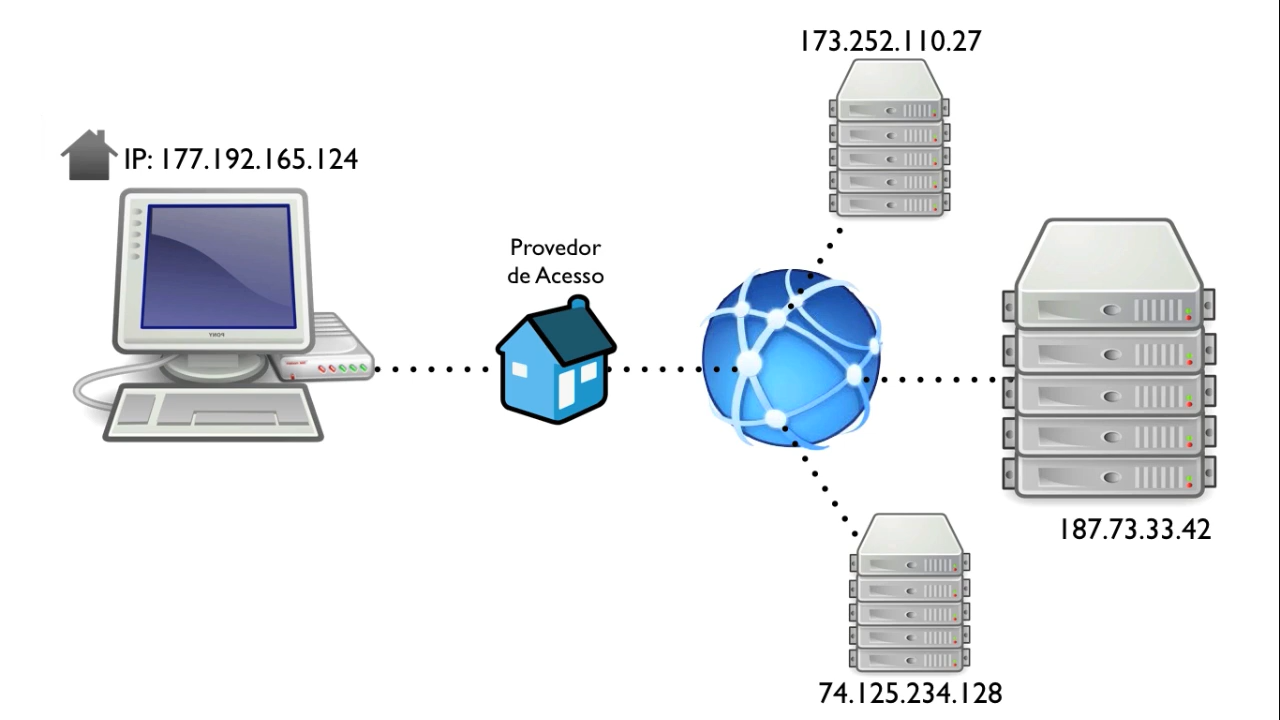 173.252.110.27
IP: 177.192.165.124
Provedor
de Acesso
187.73.33.42
74.125.234.128